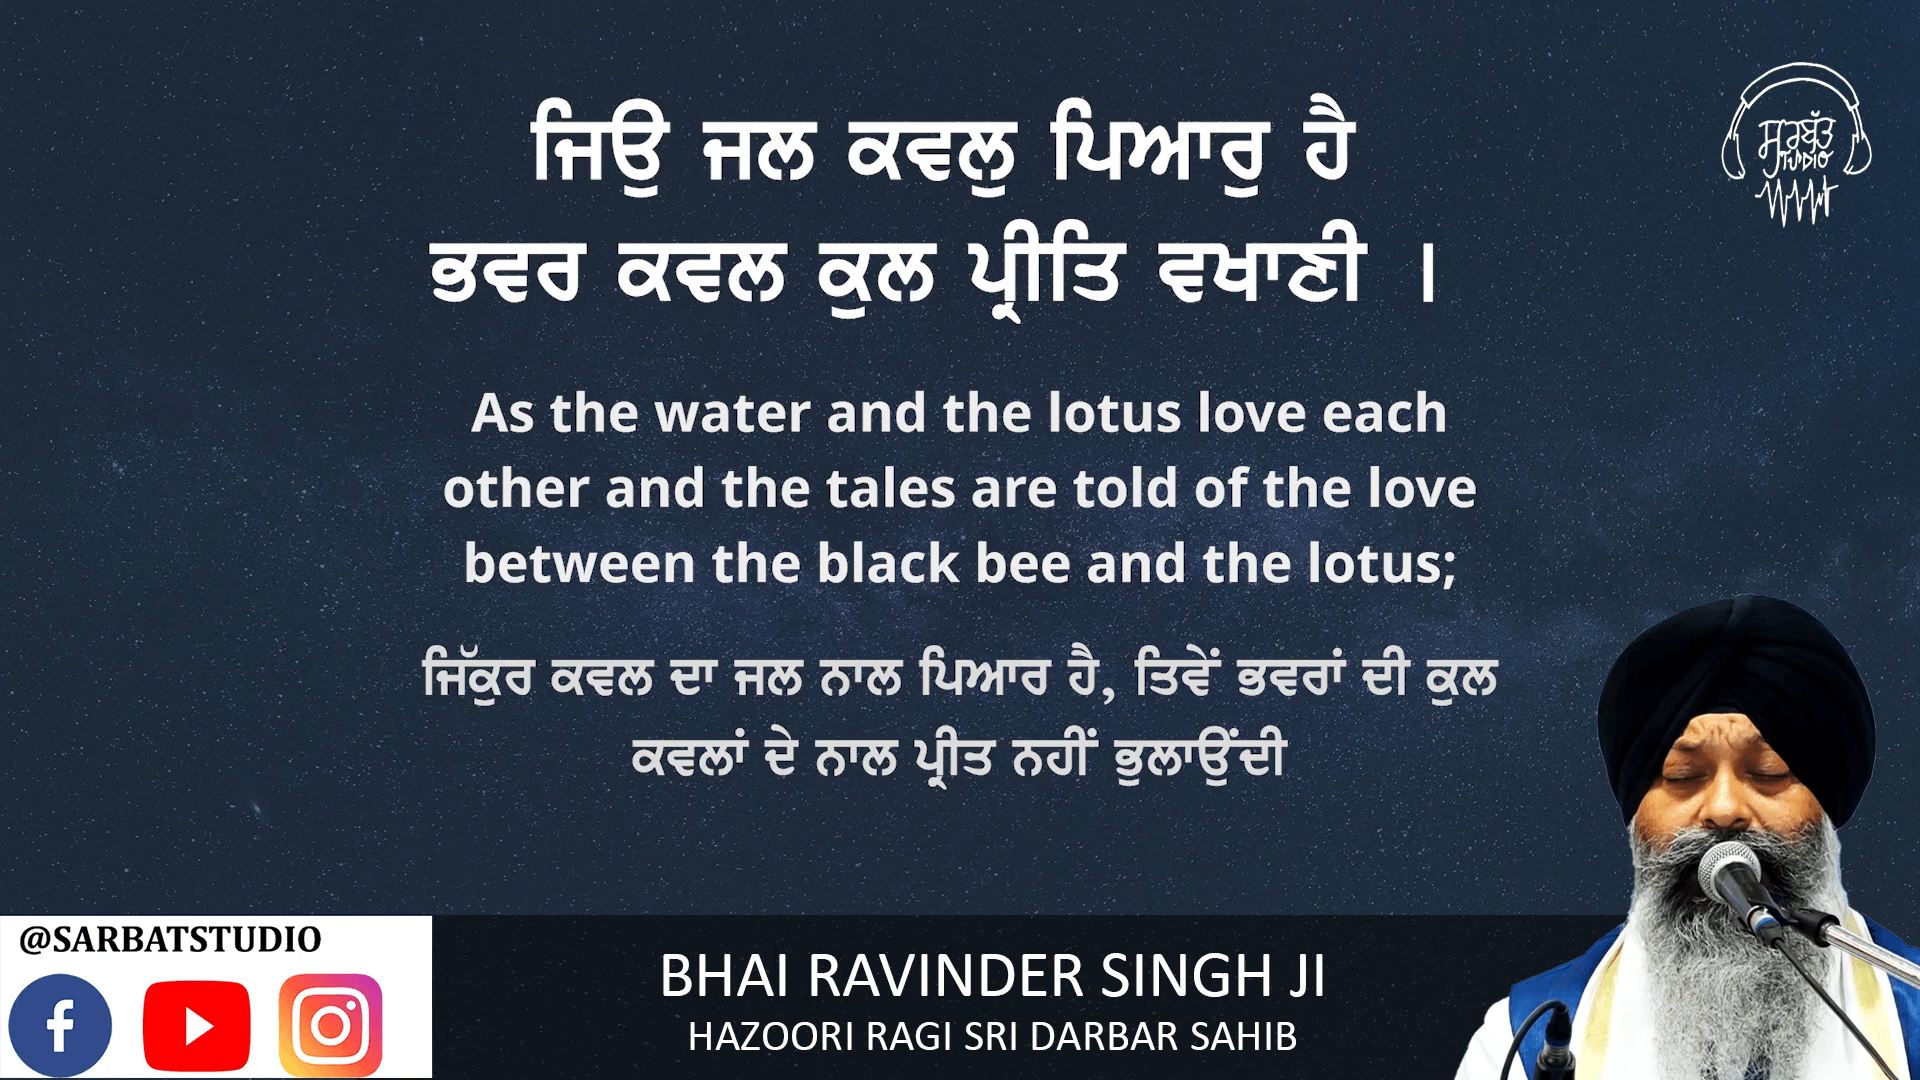 ਜਿਉ ਜਲ ਕਵਲੁ ਪਿਆਰੁ ਹੈ
ਭਵਰ ਕਵਲ ਕੁਲ ਪ੍ਰੀਤਿ ਵਖਾਣੀ ।
ਸਰਬੱਤ
STUDIO
As the water and the lotus love each
other and the tales are told of the love
between the black bee and the lotus;
ਜਿੱਕੁਰ ਕਵਲ ਦਾ ਜਲ ਨਾਲ ਪਿਆਰ ਹੈ, ਤਿਵੇਂ ਭਵਰਾਂ ਦੀ ਕੁਲ
ਕਵਲਾਂ ਦੇ ਨਾਲ ਪ੍ਰੀਤ ਨਹੀਂ ਭੁਲਾਉਂਦੀ
@SARBATSTUDIO
BHAI RAVINDER SINGH JI
HAZOORI RAGI SRI DARBAR SAHIB